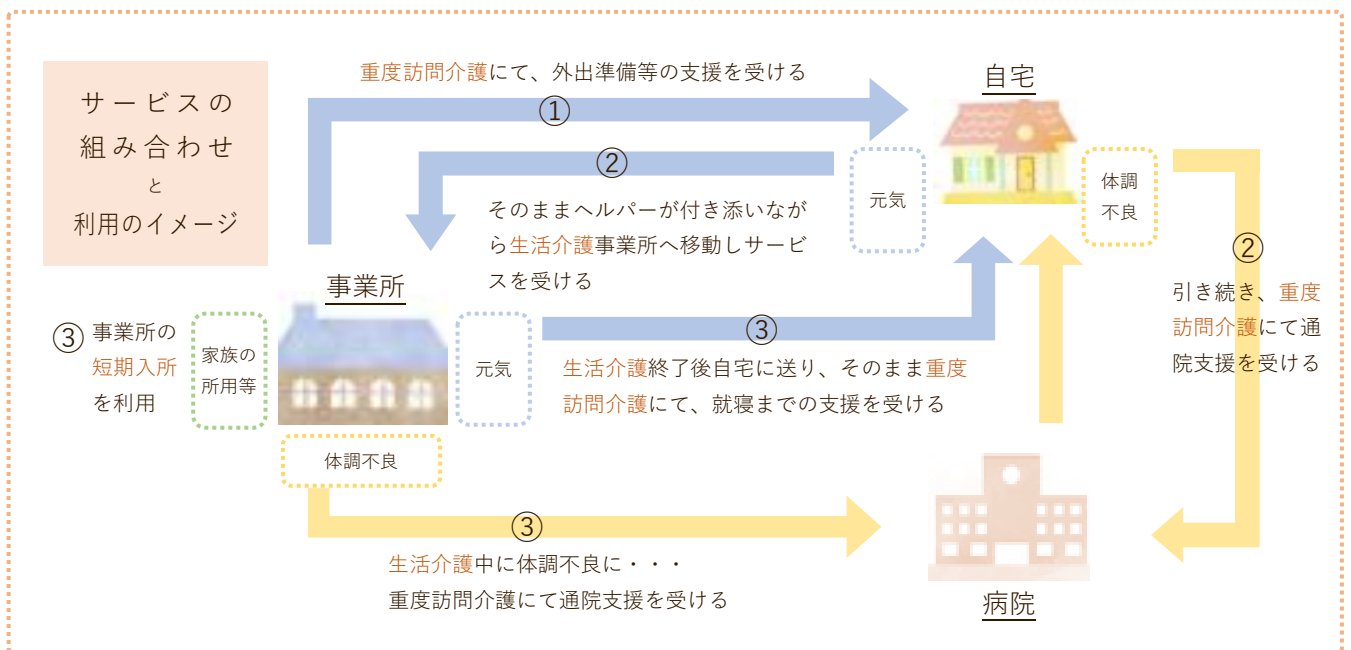 サービスの
組み合わせ
と
利用のイメージ
重度訪問介護にて、外出準備等の支援を受ける
①
自宅
②
元気
体調
不良
そのままヘルパーが付き添いなが
ら生活介護事業所へ移動しサービ
スを受ける
②
引き続き、重度
訪問介護にて通
院支援を受ける
事業所
③
事業所の
短期入所
を利用
家族の
所用等
元気
③
生活介護終了後自宅に送り、そのまま重度
訪問介護にて、就寝までの支援を受ける
体調不良
③
生活介護中に体調不良に・・・
重度訪問介護にて通院支援を受ける
病院